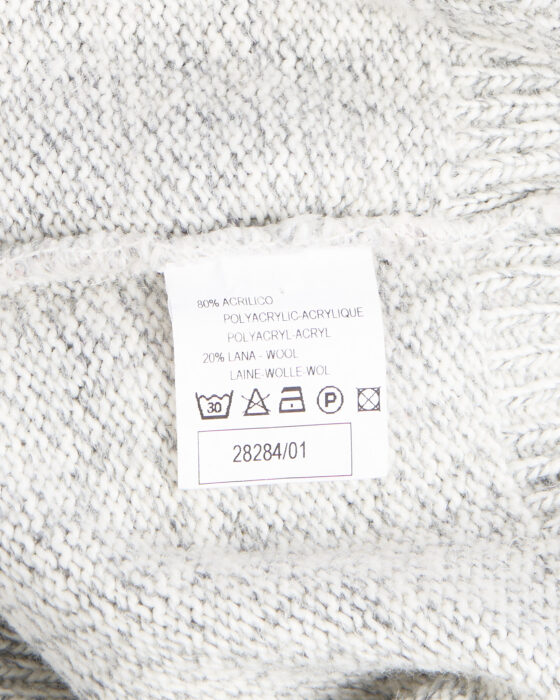 80% ACRILICO
POLYACRYLIC-ACRYLIQUE
POLYACRYL-ACRYL
20% LANA - WOOL
LAINE-WOLLE-WOL
30 P
28284/01